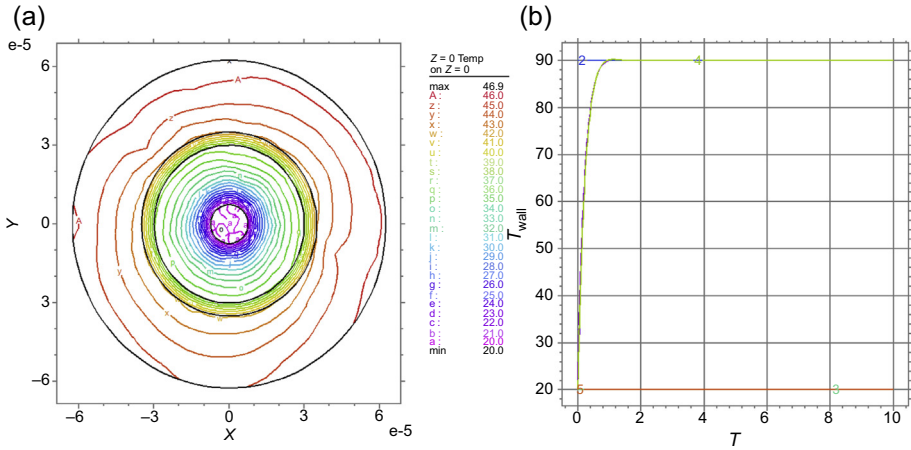 (a)
e-5
6
3
0
−3
−6
Y
−6 −3 0 3 6
e-5
X
Z = 0 Temp
on Z = 0
max 46.9
A : 46.0
z : 45.0
y : 44.0
x : 43.0
w : 42.0
v : 41.0
u : 40.0
t : 39.0
s : 38.0
r : 37.0
q : 36.0
p : 35.0
o : 34.0
n : 33.0
m : 32.0
l : 31.0
k : 30.0
j : 29.0
i : 28.0
h : 27.0
g : 26.0
f : 25.0
e : 24.0
d : 23.0
c : 22.0
b : 21.0
a : 20.0
min 20.0
A
z
A
y
x
w
p
m
o
(b)
90
80
70
60
50
40
30
20
T wall
2
4
5
3
0 2 4 6 8 10
T